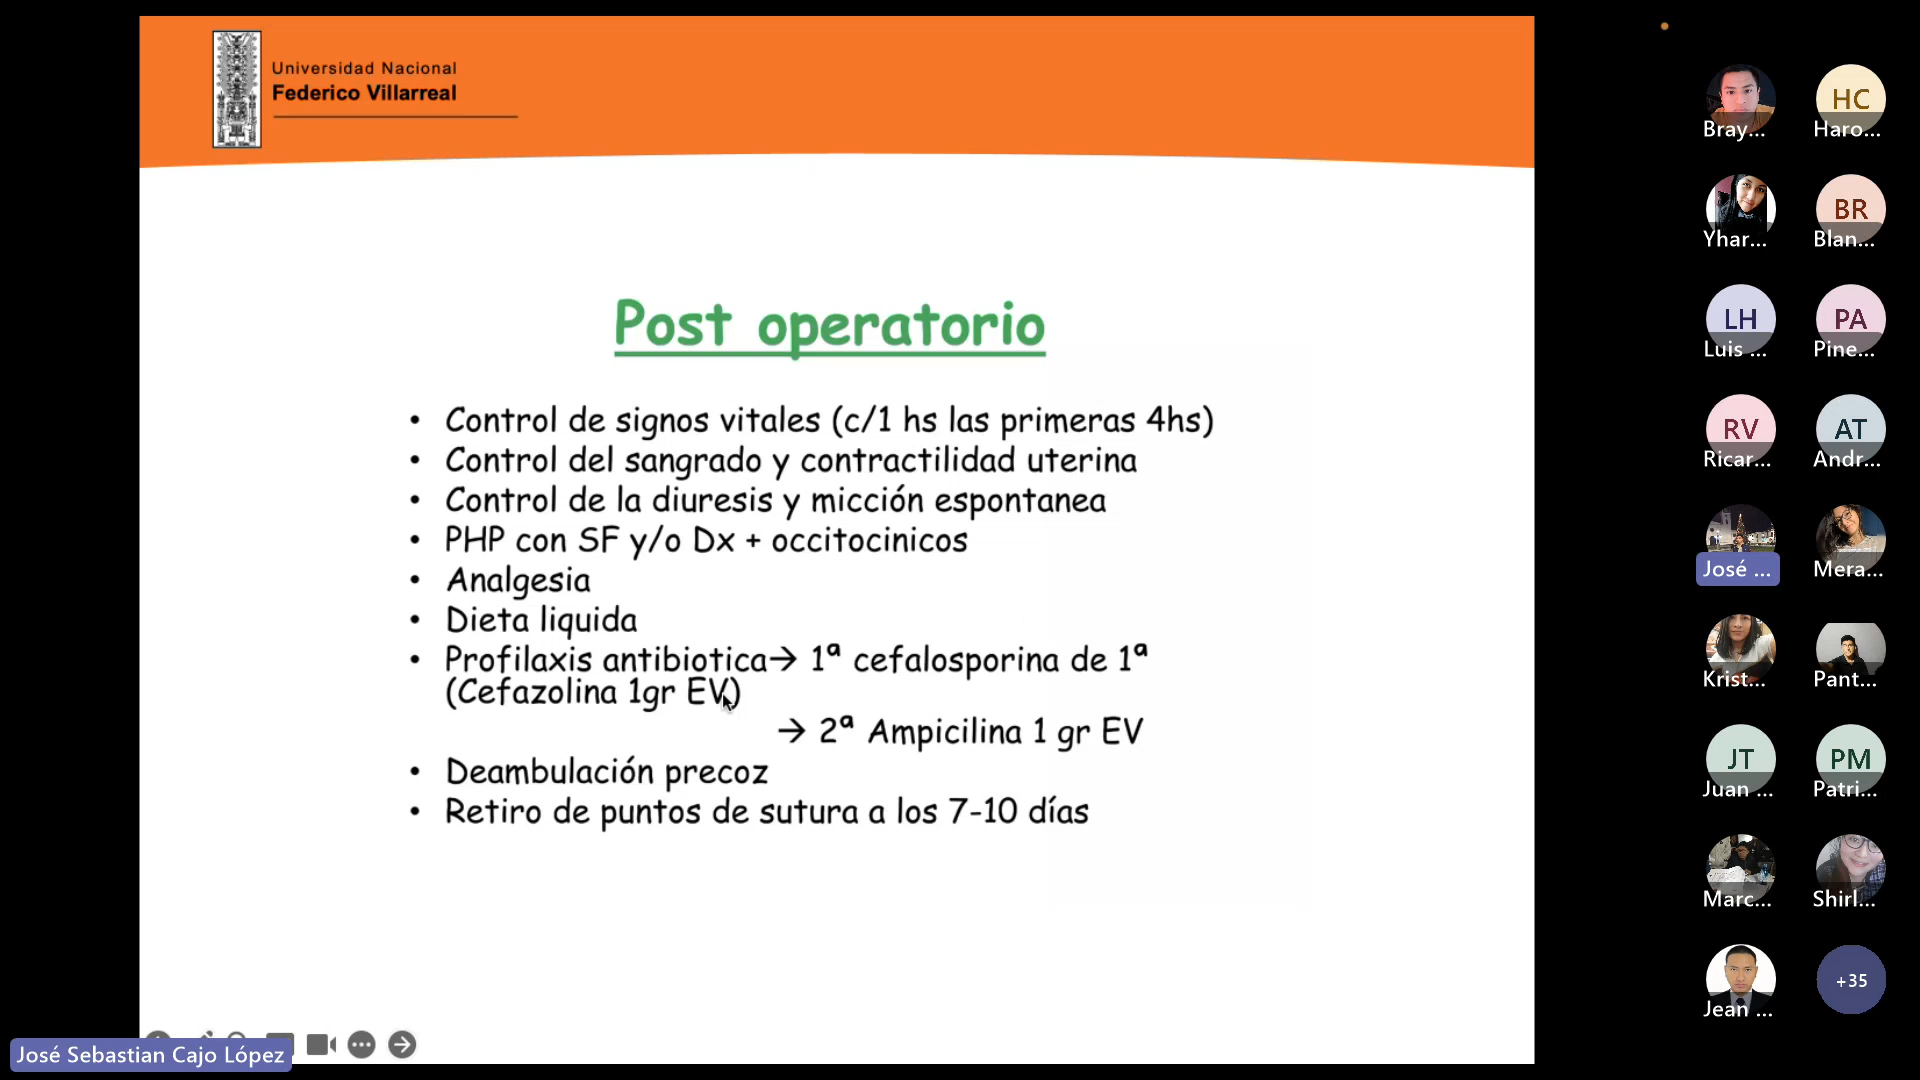 Universidad Nacional
Federico Villarreal
Post operatorio
• Control de signos vitales (c/1 hs las primeras 4hs)
• Control del sangrado y contractilidad uterina
• Control de la diuresis y micción espontanea
• PHP con SF y/o Dx + occitocinicos
• Analgesia
• Dieta liquida
• Profilaxis antibiotica→ 1ª cefalosporina de 1ª
(Cefazolina 1gr EV)
→ 2ª Ampicilina 1 gr EV
• Deambulación precoz
• Retiro de puntos de sutura a los 7-10 días
José Sebastian Cajo López
HC
Bray... Haro...
BR
Yhar... Blan...
LH PA
Luis ... Pine...
RV AT
Ricar... Andr...
José ... Mera...
Krist... Pant...
JT PM
Juan ... Patri...
Marc... Shirl...
+35
Jean ...